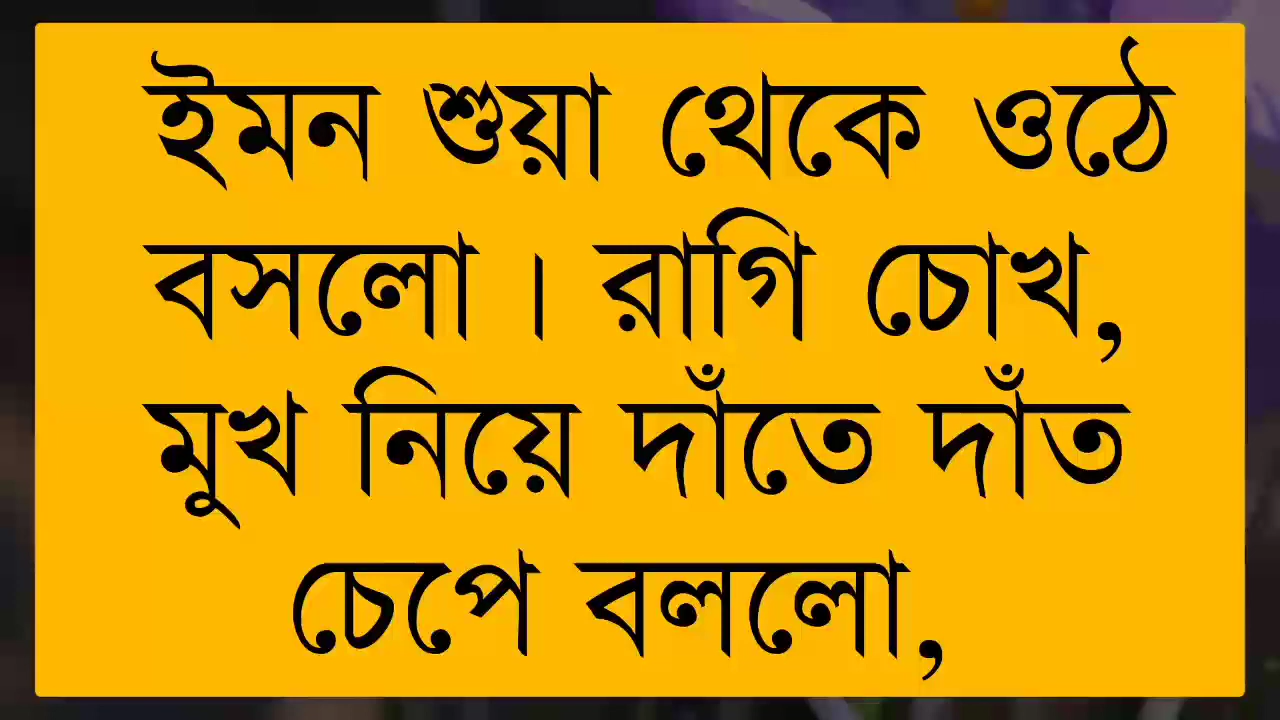 ইমন শুয়া থেকে ওঠে
বসলো। রাগি চোখ,
মুখ নিয়ে দাঁতে দাঁত
চেপে বললো,